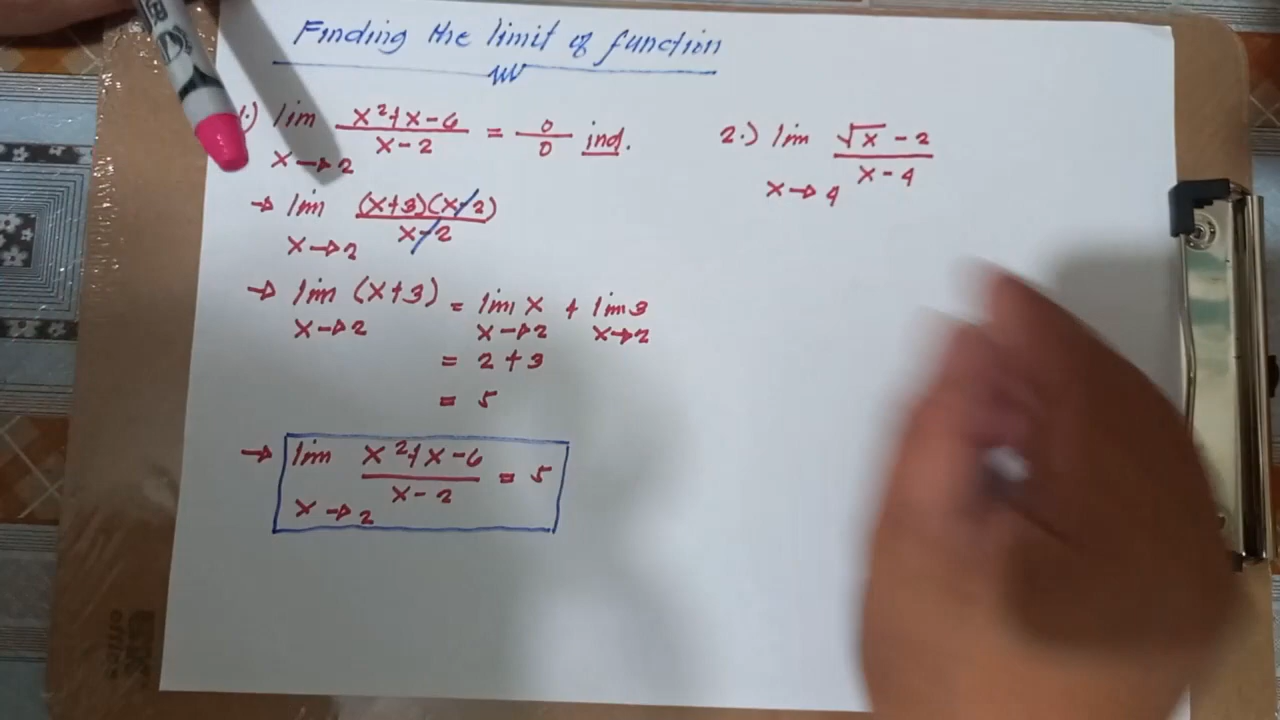 Finding the limit of function
1.) lim x²+x-6 = 0 ind.
x→2 x-2 0
→ lim (x+3)(x-2)
x→2 x-2
→ lim (x+3) = lim x + lim 3
x→2 x→2 x→2
= 2+3
= 5
→ lim x²+x-6 = 5
x→2 x-2
2.) lim √x - 2
x→4 x-4